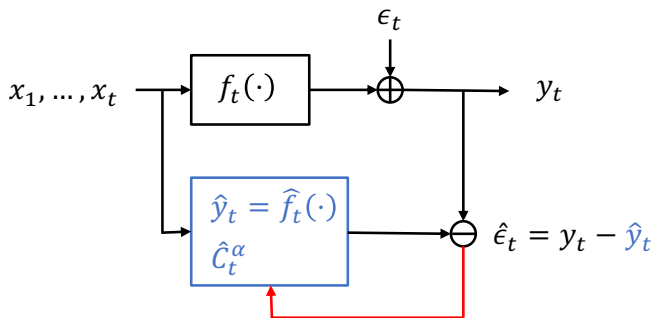 ϵ_t
x_1, …, x_t
f_t(·)
y_t
ŷ_t = f̂_t(·)
Ĉ_t^α
ϵ̂_t = y_t − ŷ_t